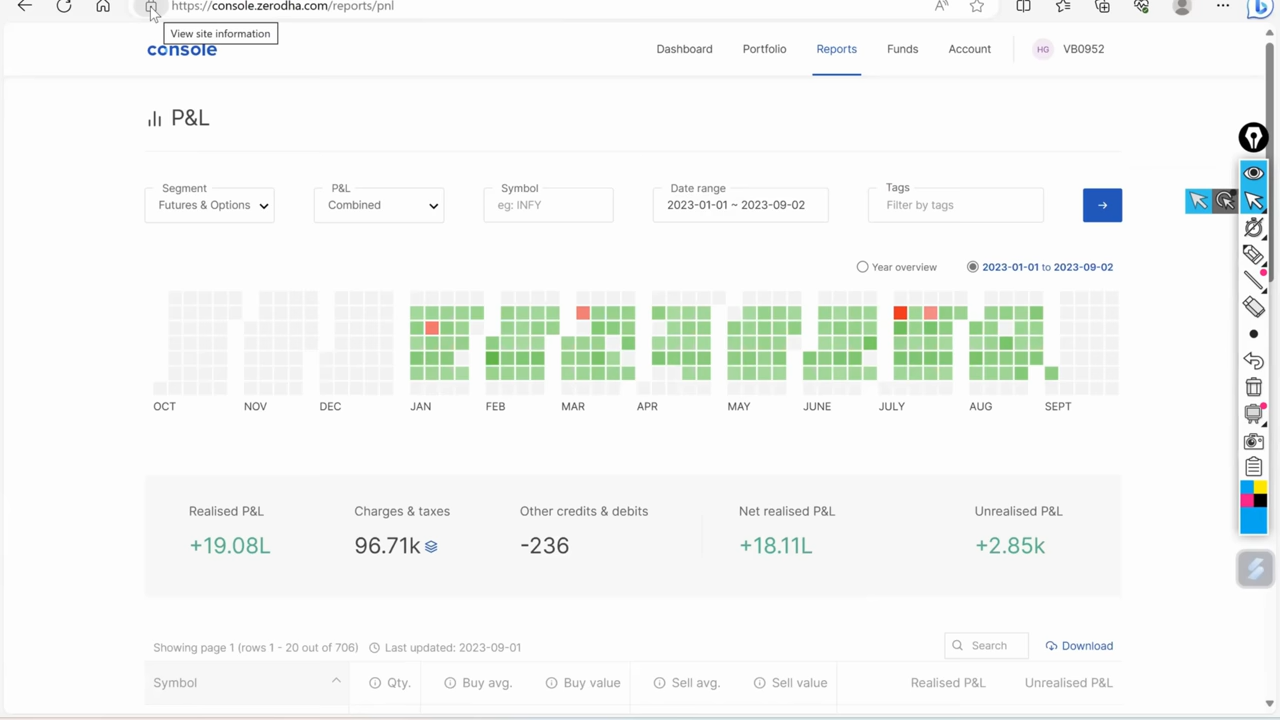 https://console.zerodha.com/reports/pnl
View site information
console
Dashboard Portfolio Reports Funds Account HG VB0952
P&L
Segment P&L Symbol Date range Tags
Futures & Options Combined eg: INFY 2023-01-01 ~ 2023-09-02 Filter by tags
Year overview 2023-01-01 to 2023-09-02
OCT NOV DEC JAN FEB MAR APR MAY JUNE JULY AUG SEPT
Realised P&L Charges & taxes Other credits & debits Net realised P&L Unrealised P&L
+19.08L 96.71k -236 +18.11L +2.85k
Showing page 1 (rows 1 - 20 out of 706) Last updated: 2023-09-01 Search Download
Symbol Qty. Buy avg. Buy value Sell avg. Sell value Realised P&L Unrealised P&L